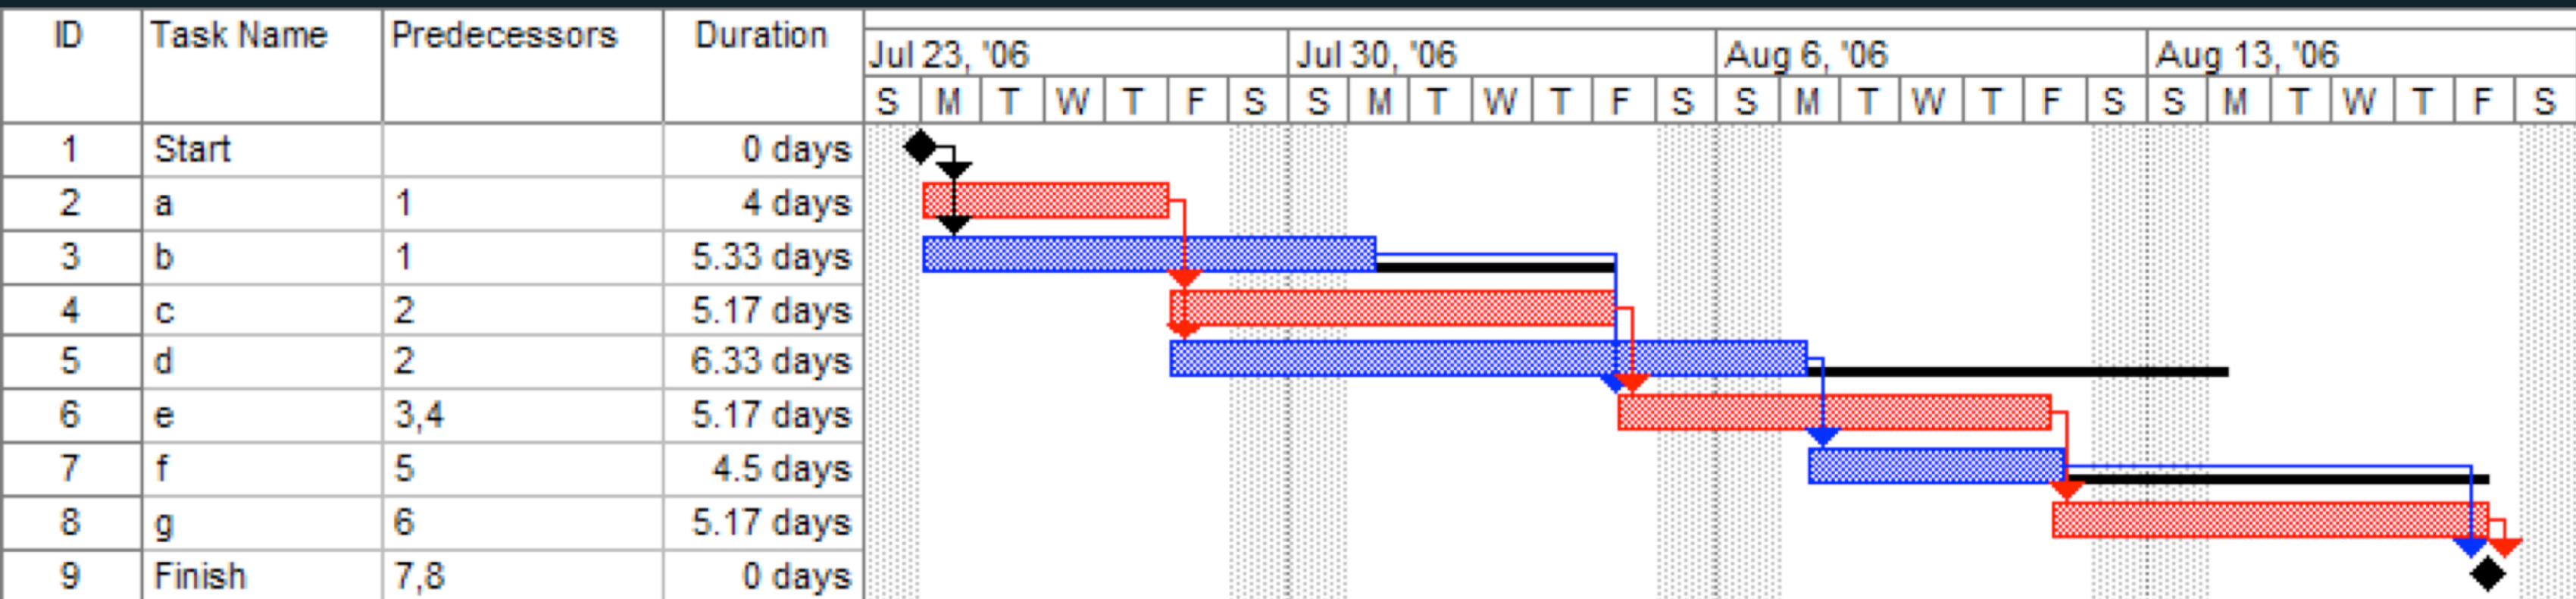 ID Task Name Predecessors Duration
Jul 23, '06 Jul 30, '06 Aug 6, '06 Aug 13, '06
S M T W T F S S M T W T F S S M T W T F S S M T W T F S
1 Start 0 days
2 a 1 4 days
3 b 1 5.33 days
4 c 2 5.17 days
5 d 2 6.33 days
6 e 3,4 5.17 days
7 f 5 4.5 days
8 g 6 5.17 days
9 Finish 7,8 0 days